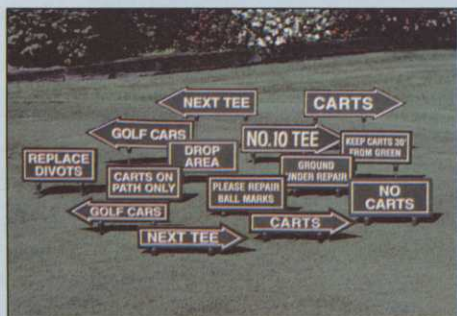 NEXT TEE
CARTS
GOLF CARS
NO. 10 TEE
KEEP CARTS 30'
FROM GREEN
REPLACE
DIVOTS
DROP
AREA
GROUND
UNDER REPAIR
CARTS ON
PATH ONLY
PLEASE REPAIR
BALL MARKS
NO
CARTS
GOLF CARS
CARTS
NEXT TEE